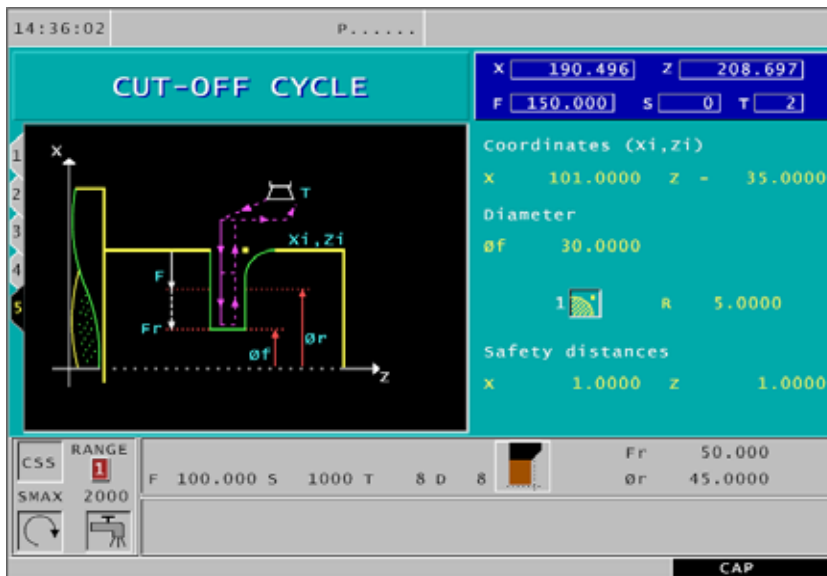 14:36:02 P......
CUT-OFF CYCLE
X 190.496 Z 208.697
F 150.000 S 0 T 2
1
2
3
4
5
X
T
Xi,Zi
F
Fr
Øf
Ør
Z
Coordinates (Xi,Zi)
X 101.0000 Z - 35.0000
Diameter
Øf 30.0000
1 R 5.0000
Safety distances
X 1.0000 Z 1.0000
CSS RANGE
1
SMAX 2000
F 100.000 S 1000 T 8 D 8
Fr 50.000
Ør 45.0000
CAP